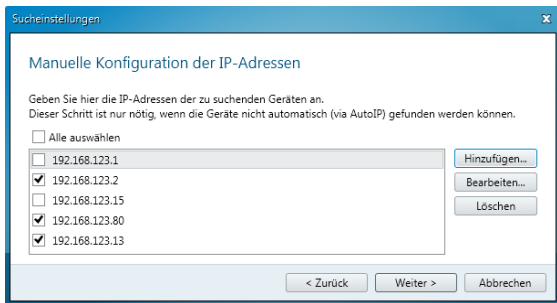 Sucheinstellungen
Manuelle Konfiguration der IP-Adressen
Geben Sie hier die IP-Adressen der zu suchenden Geräten an.
Dieser Schritt ist nur nötig, wenn die Geräte nicht automatisch (via AutoIP) gefunden werden können.
Alle auswählen
192.168.123.1
192.168.123.2
192.168.123.15
192.168.123.80
192.168.123.13
Hinzufügen...
Bearbeiten...
Löschen
< Zurück
Weiter >
Abbrechen